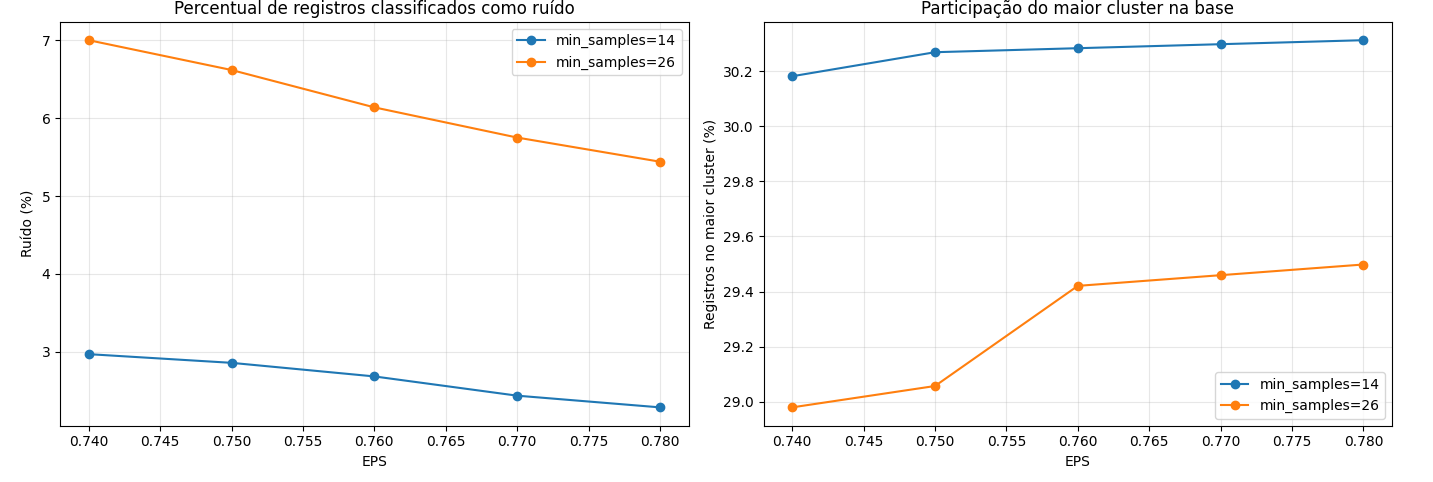 Percentual de registros classificados como ruído
Ruído (%)
7
6
5
4
3
0.740 0.745 0.750 0.755 0.760 0.765 0.770 0.775 0.780
EPS
min_samples=14
min_samples=26
Participação do maior cluster na base
Registros no maior cluster (%)
30.2
30.0
29.8
29.6
29.4
29.2
29.0
0.740 0.745 0.750 0.755 0.760 0.765 0.770 0.775 0.780
EPS
min_samples=14
min_samples=26